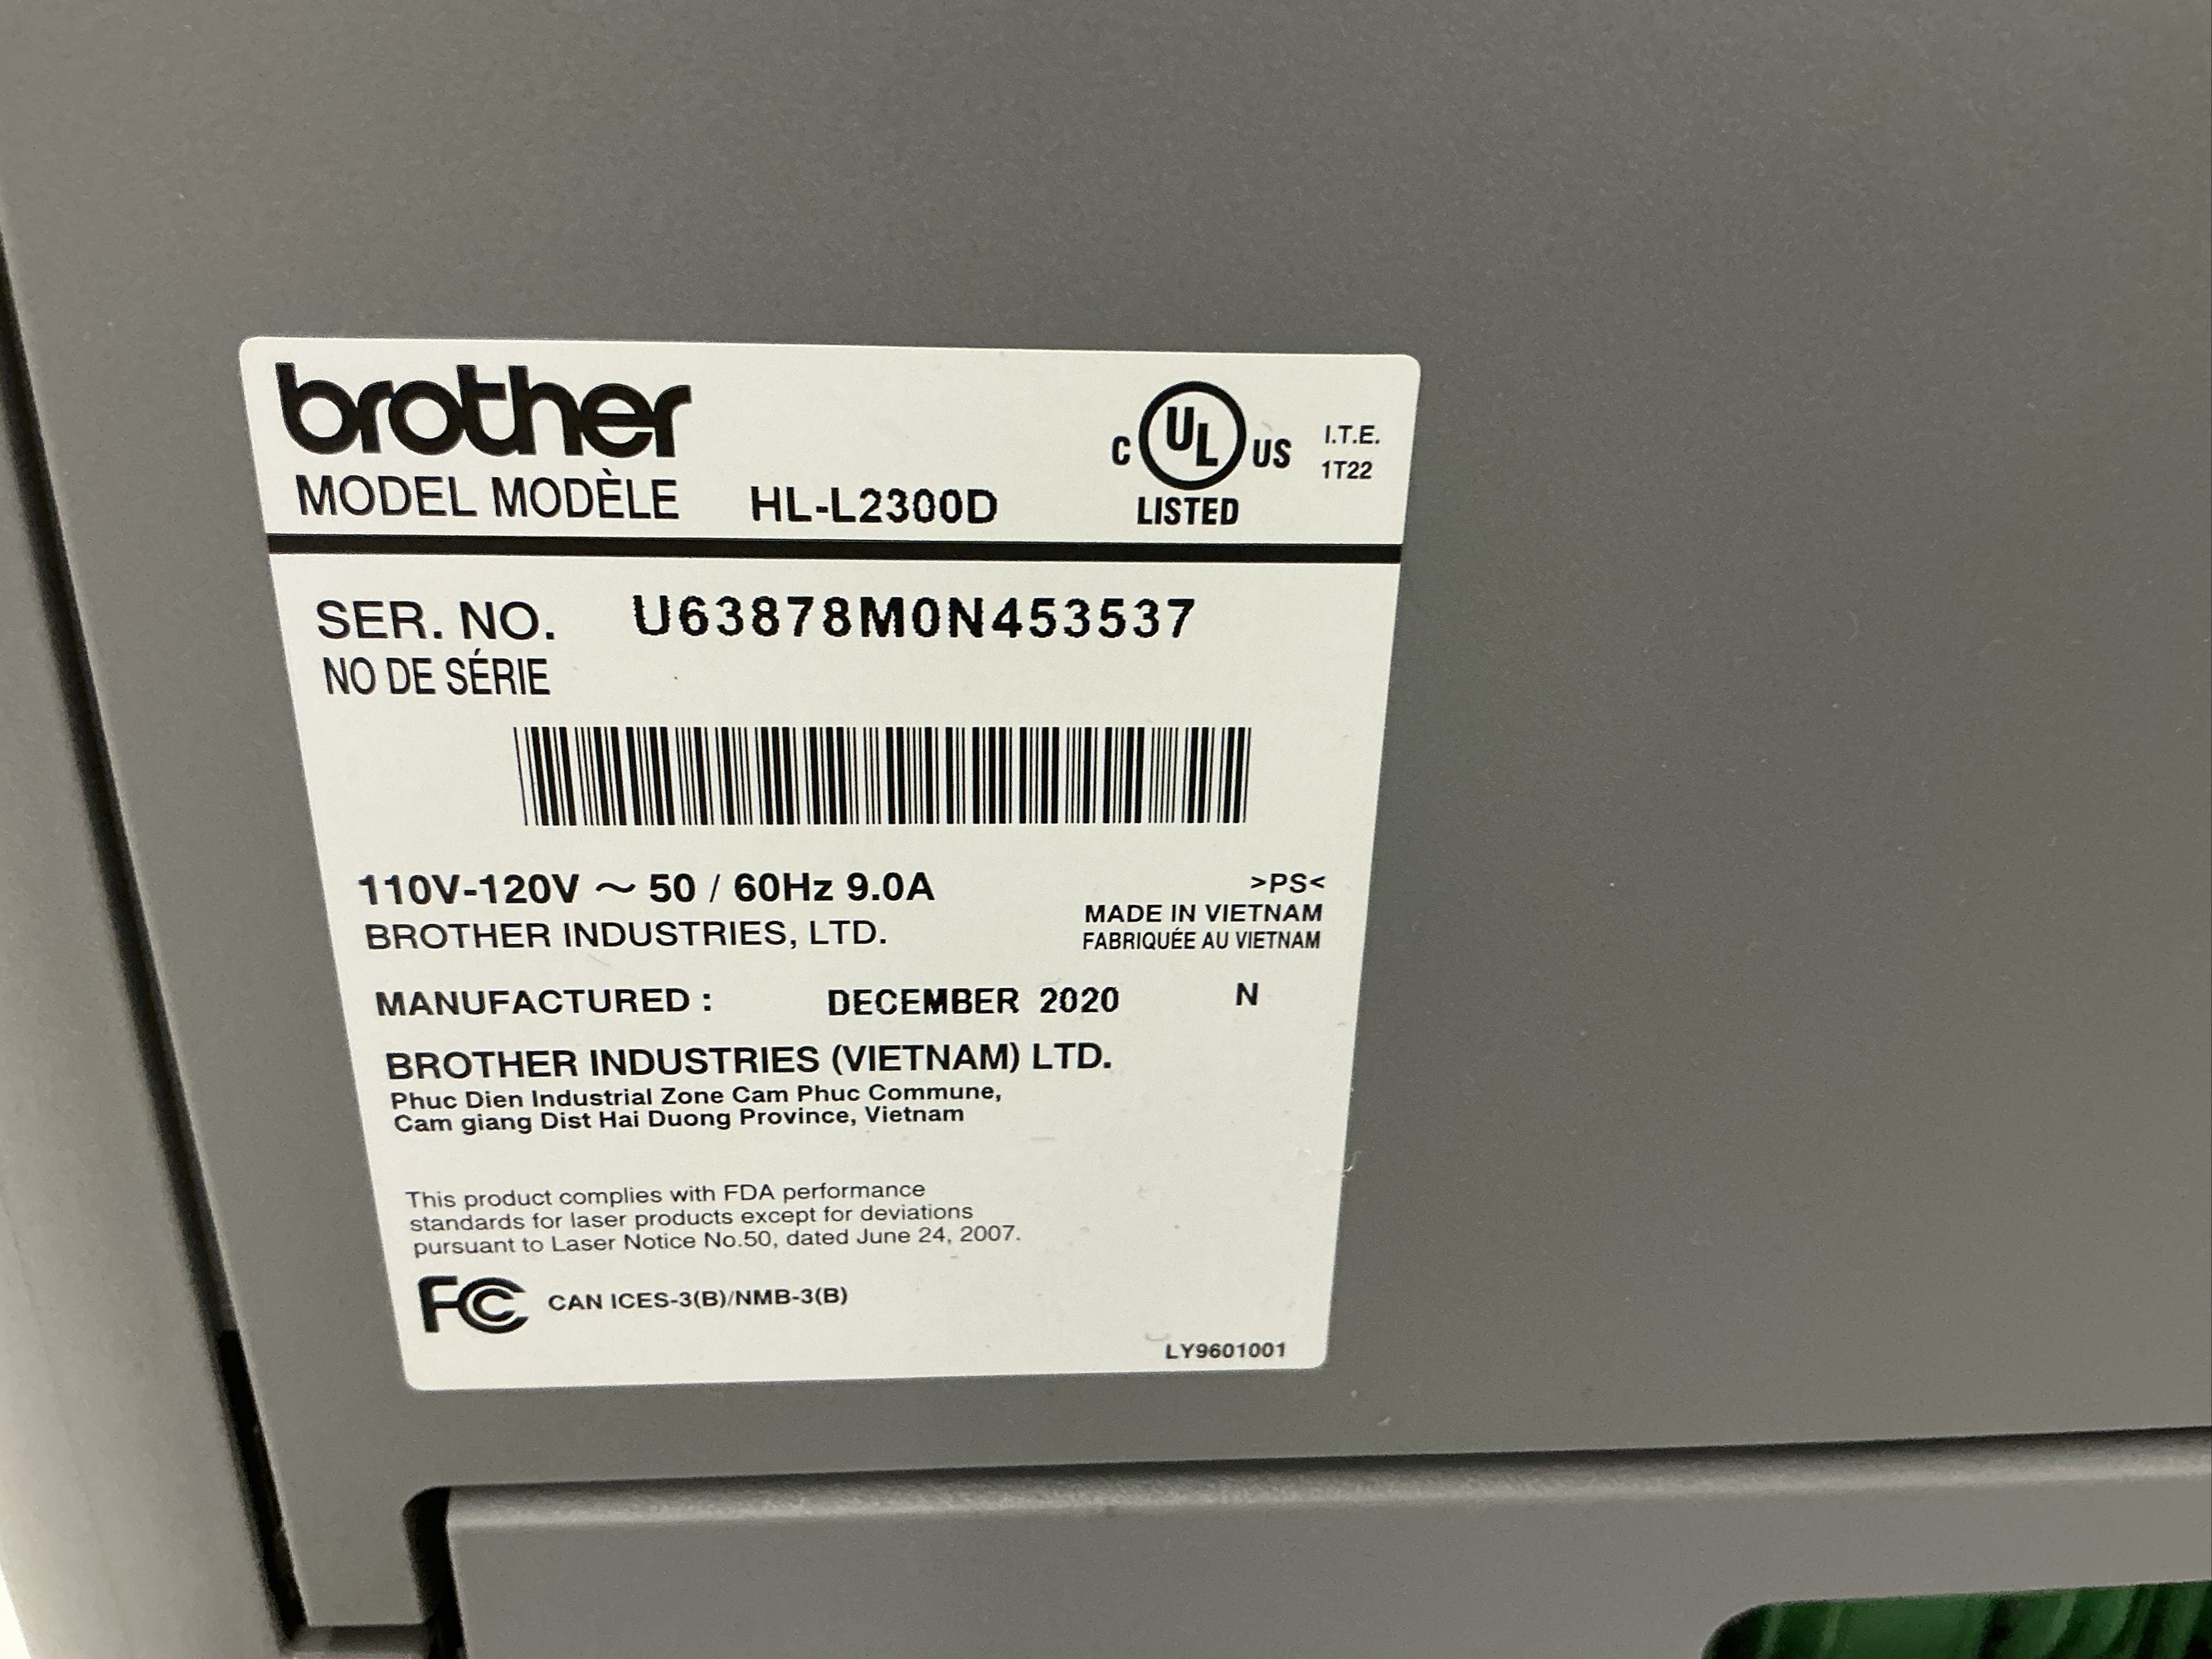 brother
MODEL MODÈLE HL-L2300D
C UL US
LISTED
I.T.E.
1T22
SER. NO. U63878M0N453537
NO DE SÉRIE
110V-120V ～ 50 / 60Hz 9.0A
BROTHER INDUSTRIES, LTD.
>PS<
MADE IN VIETNAM
FABRIQUÉE AU VIETNAM
MANUFACTURED : DECEMBER 2020 N
BROTHER INDUSTRIES (VIETNAM) LTD.
Phuc Dien Industrial Zone Cam Phuc Commune,
Cam giang Dist Hai Duong Province, Vietnam
This product complies with FDA performance
standards for laser products except for deviations
pursuant to Laser Notice No.50, dated June 24, 2007.
FC CAN ICES-3(B)/NMB-3(B)
LY9601001